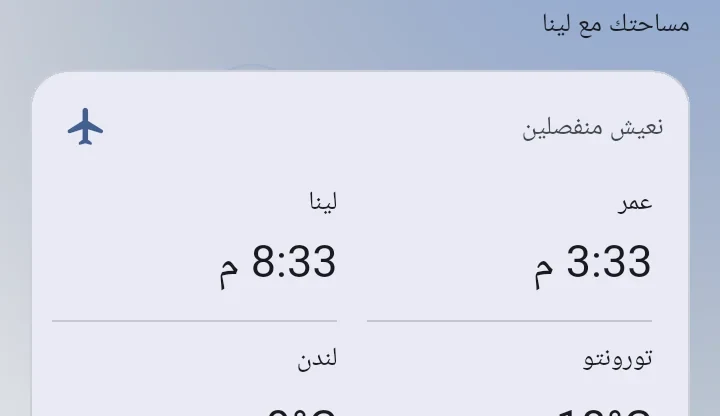 مساحتك مع لينا
نعيش منفصلين
عمر
لينا
3:33 م
8:33 م
تورونتو
لندن